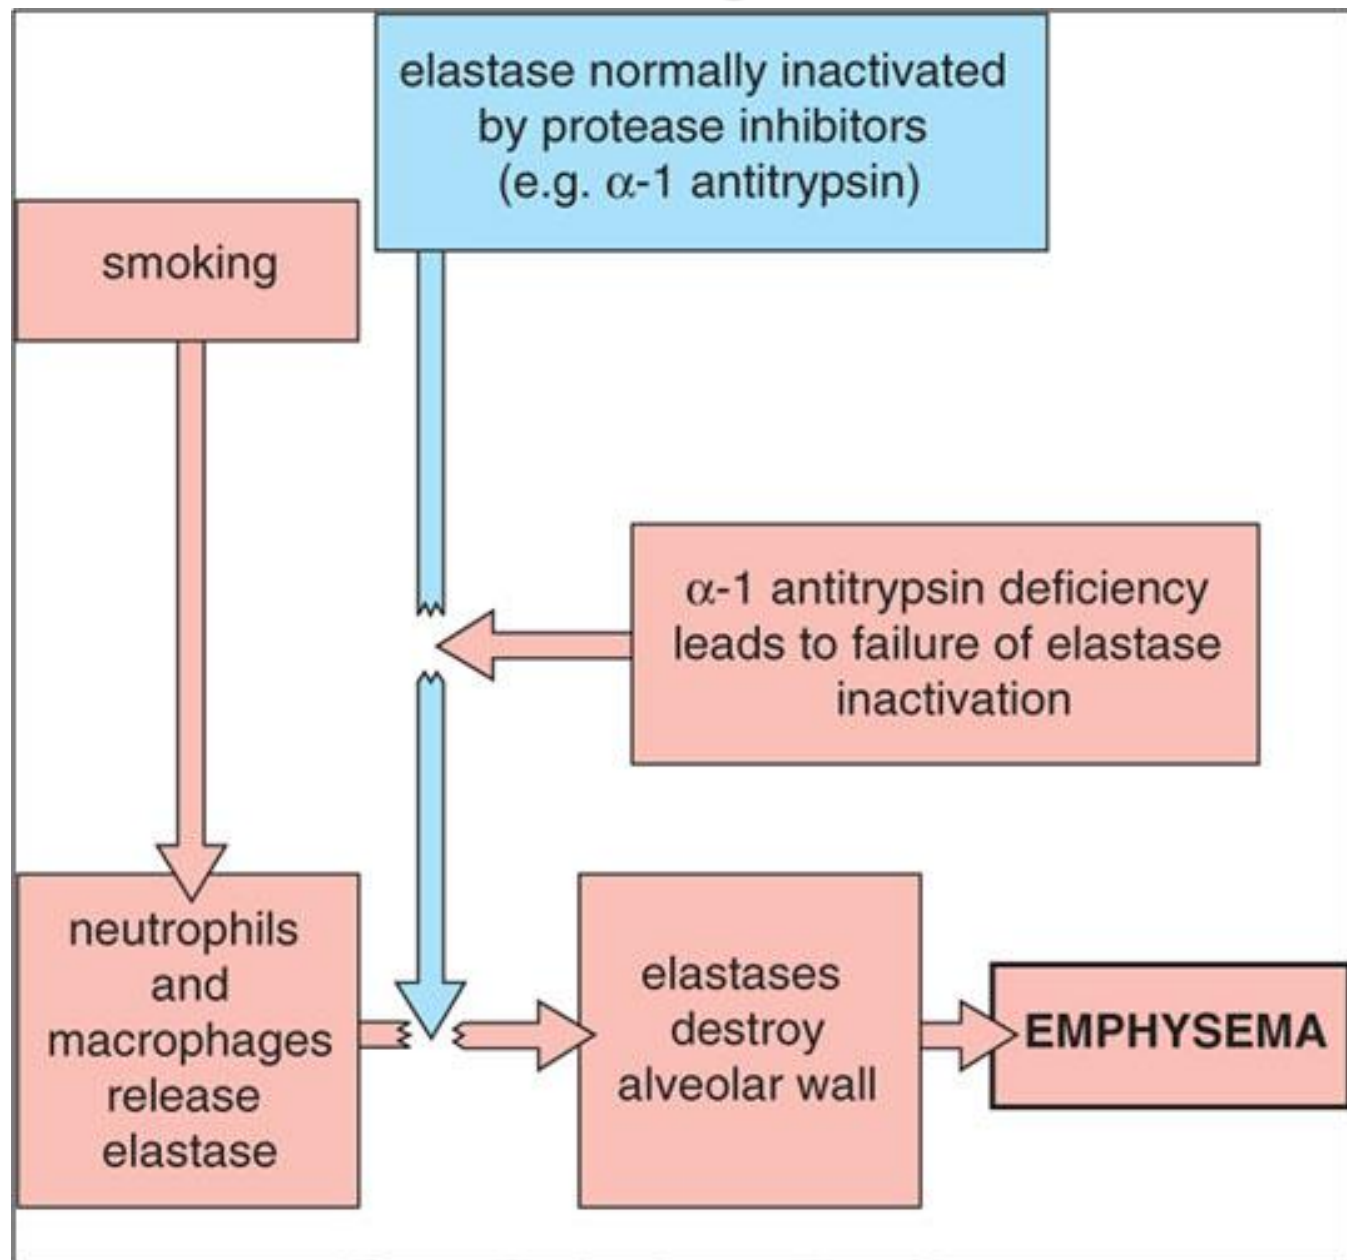 elastase normally inactivated
by protease inhibitors
(e.g. α-1 antitrypsin)
smoking
α-1 antitrypsin deficiency
leads to failure of elastase
inactivation
neutrophils
and
macrophages
release
elastase
elastases
destroy
alveolar wall
EMPHYSEMA